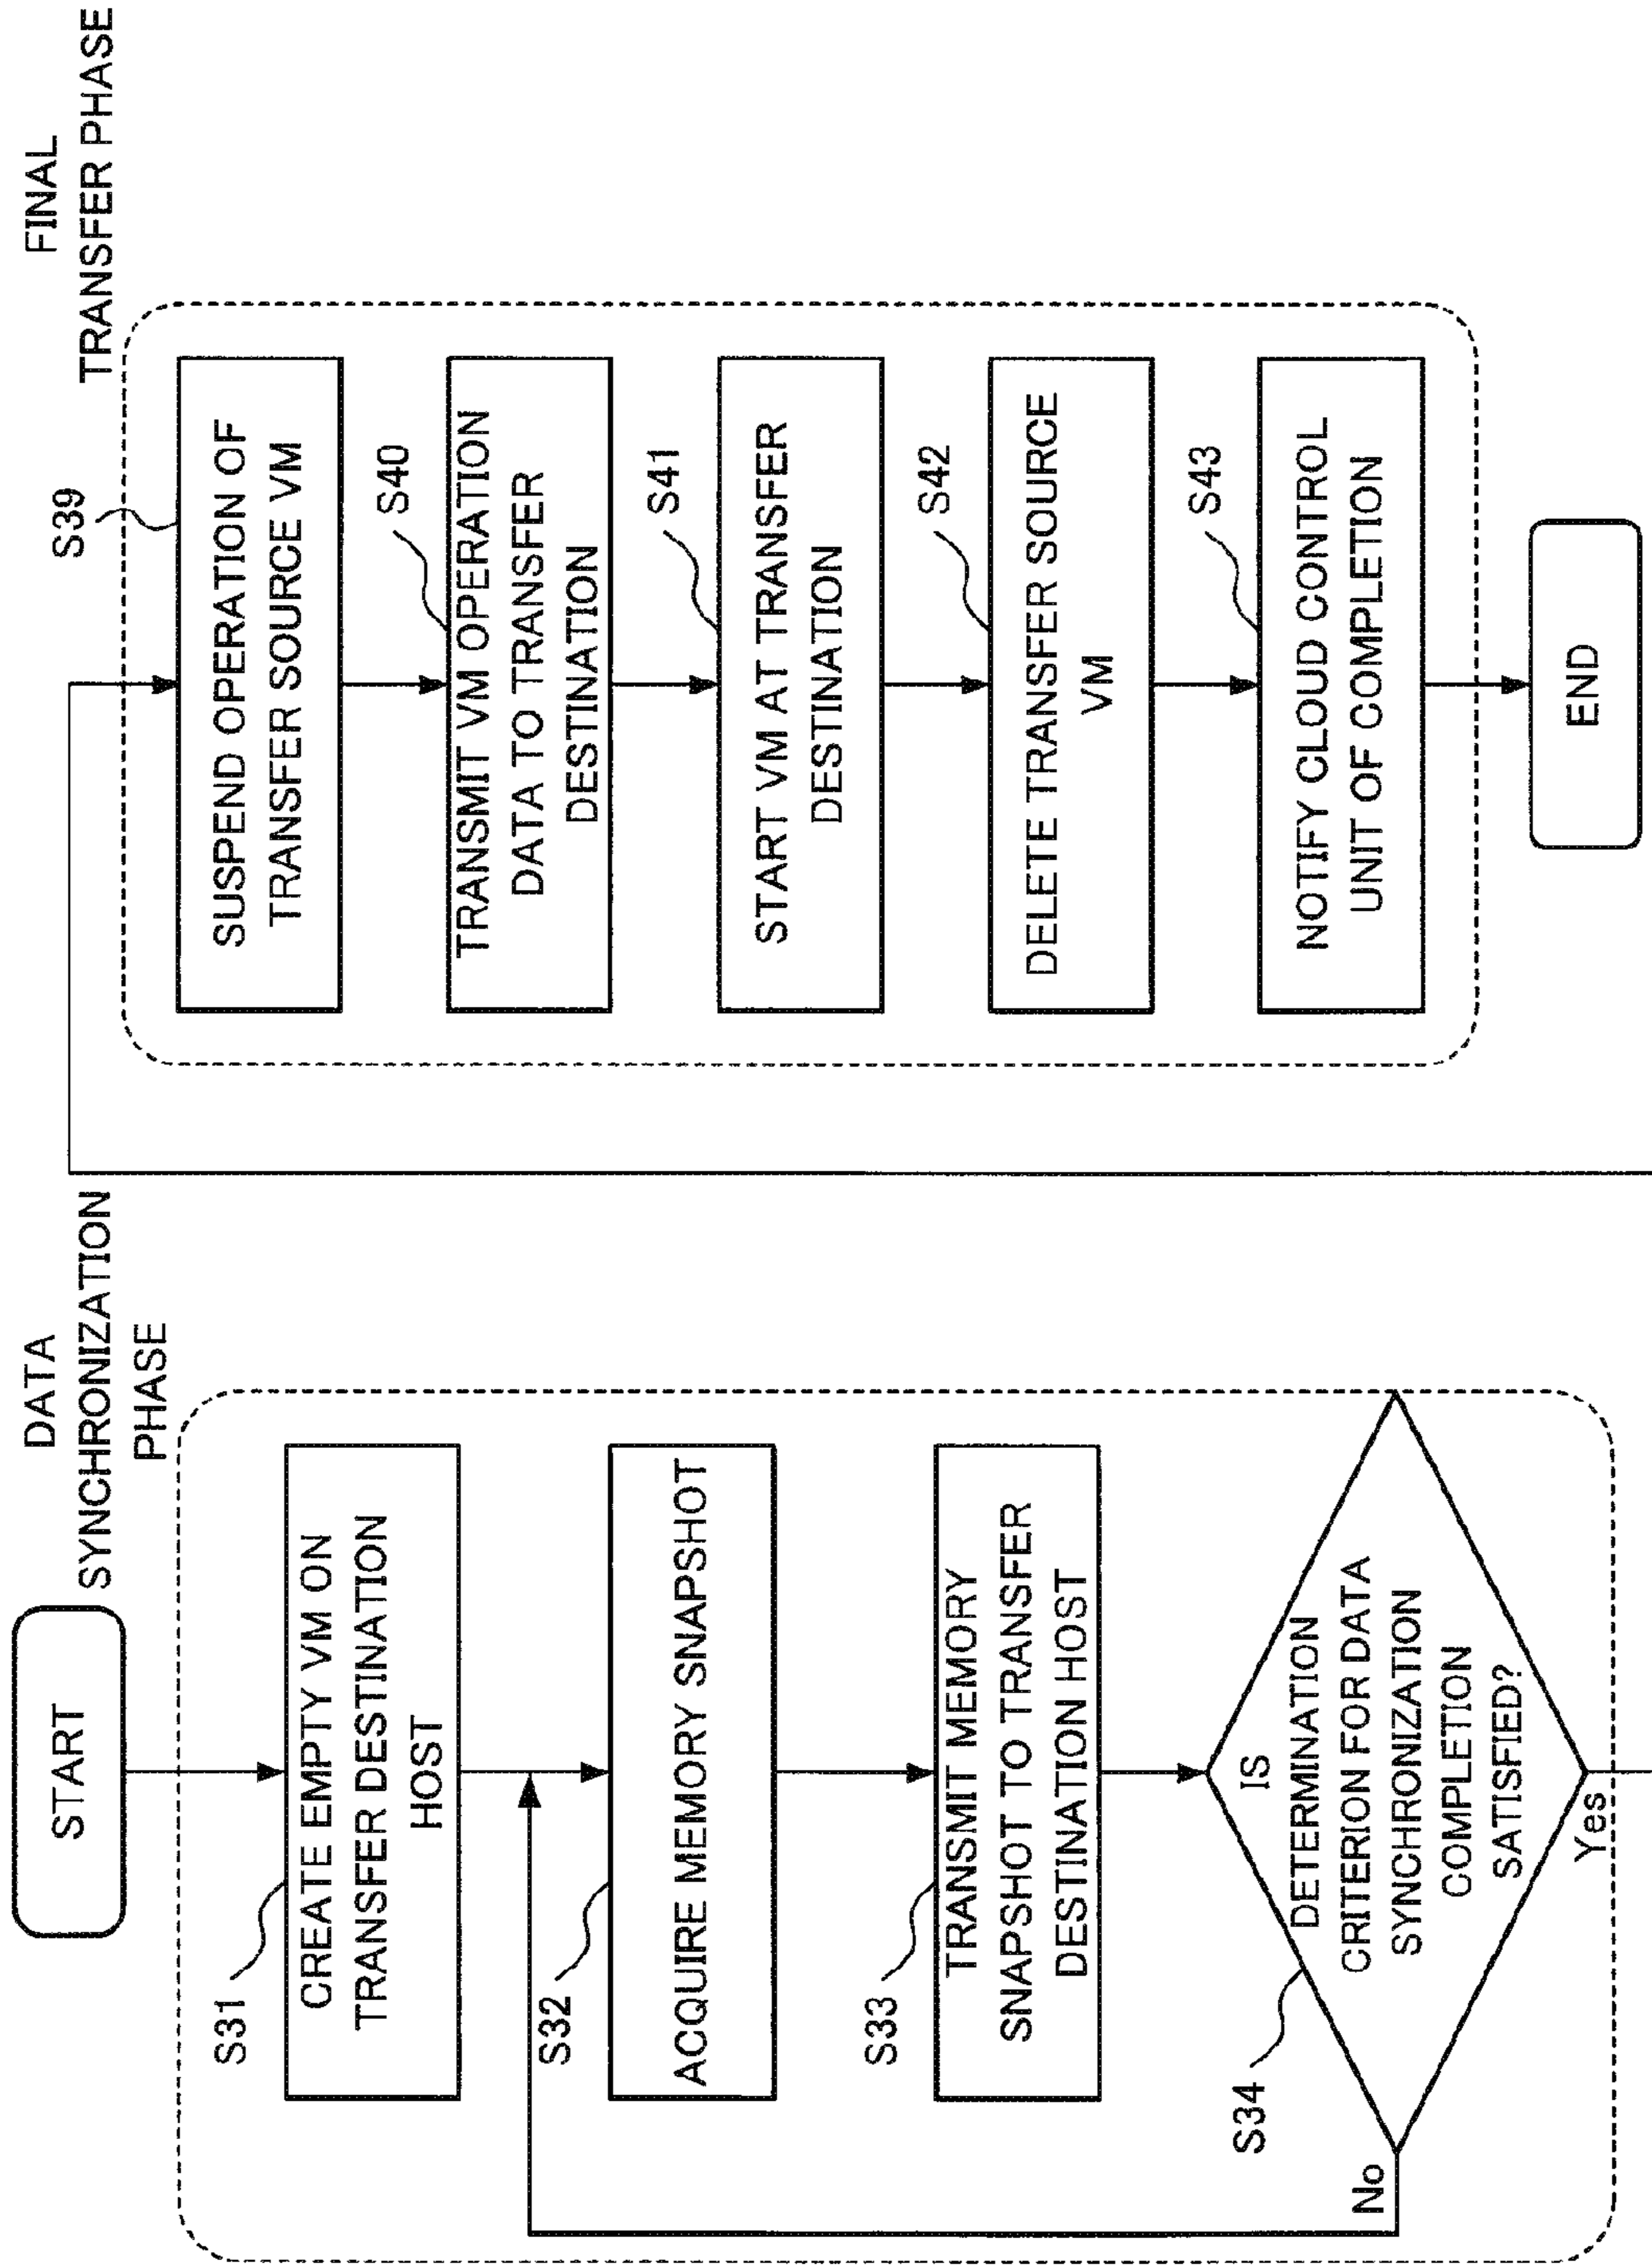 DATA
SYNCHRONIZATION
PHASE
START
S31
CREATE EMPTY VM ON
TRANSFER DESTINATION
HOST
S32
ACQUIRE MEMORY SNAPSHOT
S33
TRANSMIT MEMORY
SNAPSHOT TO TRANSFER
DESTINATION HOST
S34
IS
DETERMINATION
CRITERION FOR DATA
SYNCHRONIZATION
COMPLETION
SATISFIED?
No
Yes
FINAL
TRANSFER PHASE
S39
SUSPEND OPERATION OF
TRANSFER SOURCE VM
S40
TRANSMIT VM OPERATION
DATA TO TRANSFER
DESTINATION
S41
START VM AT TRANSFER
DESTINATION
S42
DELETE TRANSFER SOURCE
VM
S43
NOTIFY CLOUD CONTROL
UNIT OF COMPLETION
END